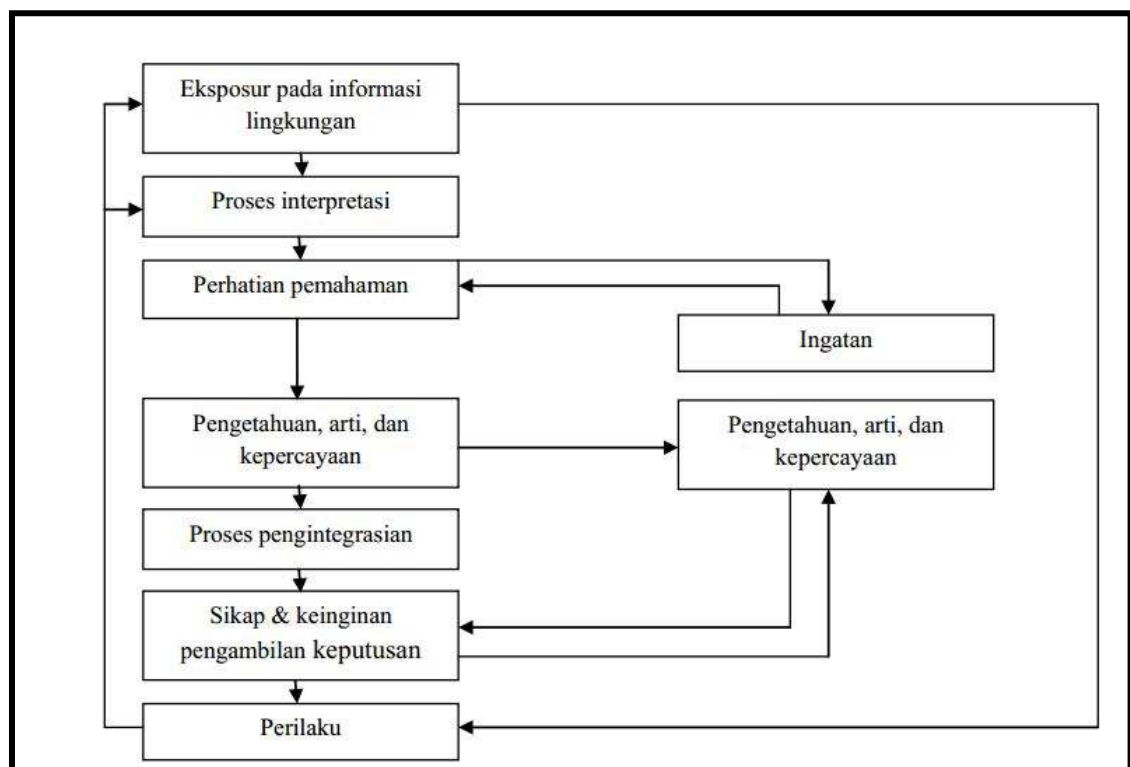 Eksposur pada informasi
lingkungan
Proses interpretasi
Perhatian pemahaman
Ingatan
Pengetahuan, arti, dan
kepercayaan
Pengetahuan, arti, dan
kepercayaan
Proses pengintegrasian
Sikap & keinginan
pengambilan keputusan
Perilaku